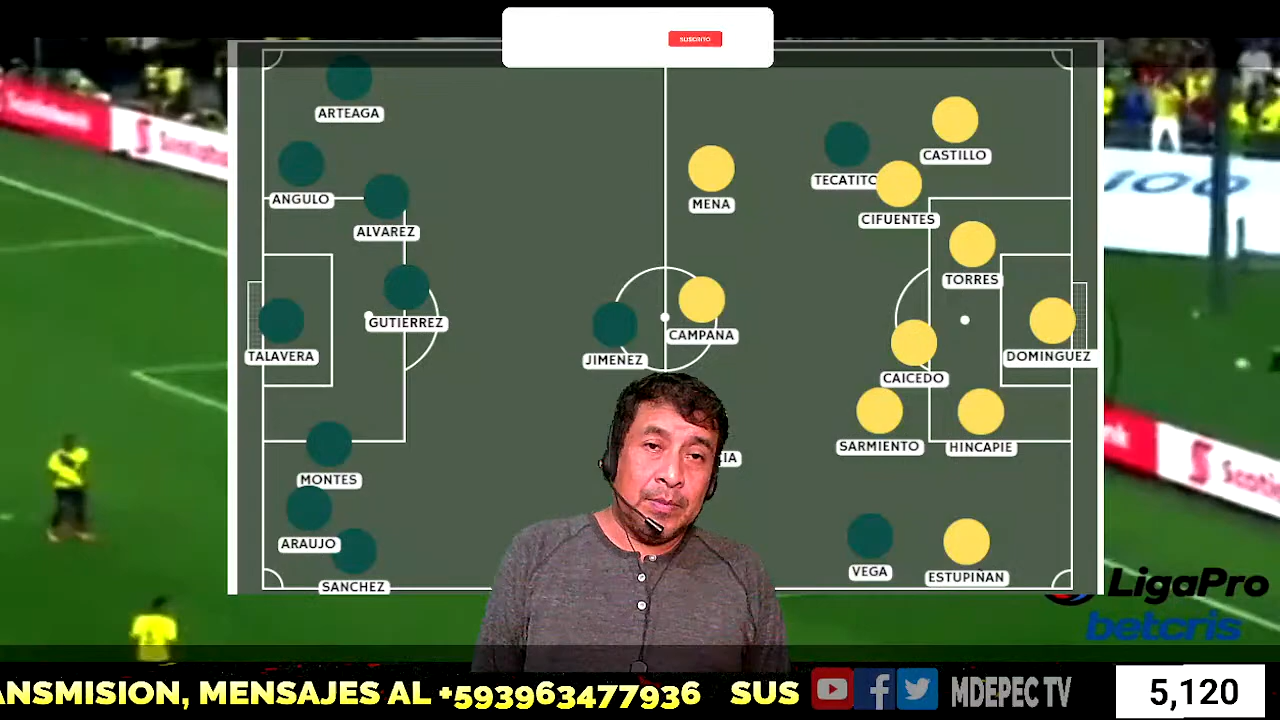 SUSCRITO
ARTEAGA
CASTILLO
TECATITO
ANGULO
MENA
CIFUENTES
ALVAREZ
TORRES
GUTIERREZ
CAMPANA
TALAVERA
JIMENEZ
DOMINGUEZ
CAICEDO
SARMIENTO
HINCAPIE
MONTES
ARAUJO
VEGA
ESTUPIÑAN
SANCHEZ
LigaPro
betcris
ANSMISION, MENSAJES AL +593963477936 SUS
MDEPEC TV
5,120